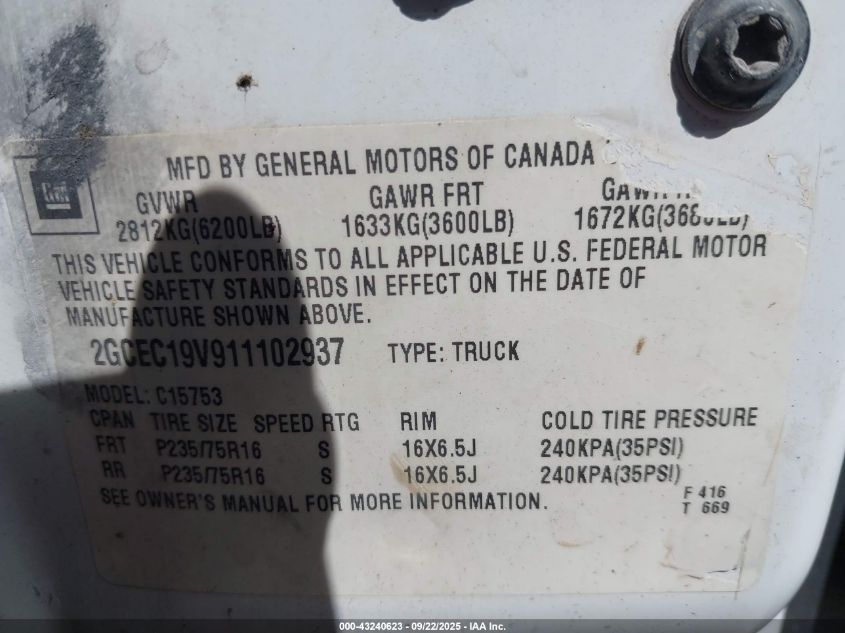 MFD BY GENERAL MOTORS OF CANADA
GM
GVWR GAWR FRT
2812KG(6200LB) 1633KG(3600LB) 1672KG(3680LB)
THIS VEHICLE CONFORMS TO ALL APPLICABLE U.S. FEDERAL MOTOR
VEHICLE SAFETY STANDARDS IN EFFECT ON THE DATE OF
MANUFACTURE SHOWN ABOVE.
2GCEC19V911102937 TYPE: TRUCK
MODEL: C15753
CPAN TIRE SIZE SPEED RTG RIM COLD TIRE PRESSURE
FRT P235/75R16 S 16X6.5J 240KPA(35PSI)
RR P235/75R16 S 16X6.5J 240KPA(35PSI)
SEE OWNER'S MANUAL FOR MORE INFORMATION.
F 416
T 669
000-43240623 - 09/22/2025 - IAA Inc.